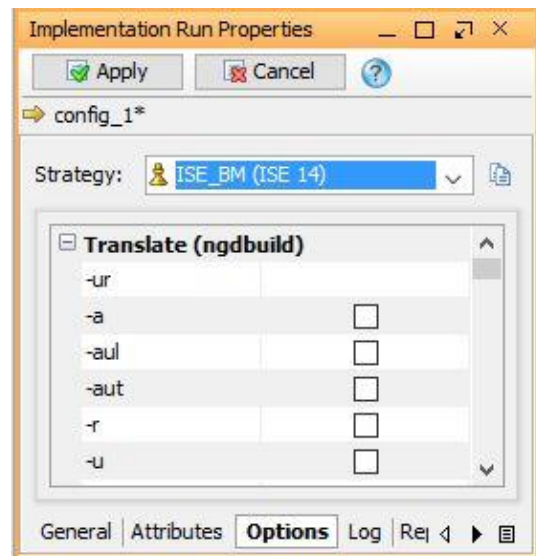 Implementation Run Properties
Apply Cancel
config_1*
Strategy: ISE_BM (ISE 14)
Translate (ngdbuild)
-ur
-a
-aul
-aut
-r
-u
General Attributes Options Log